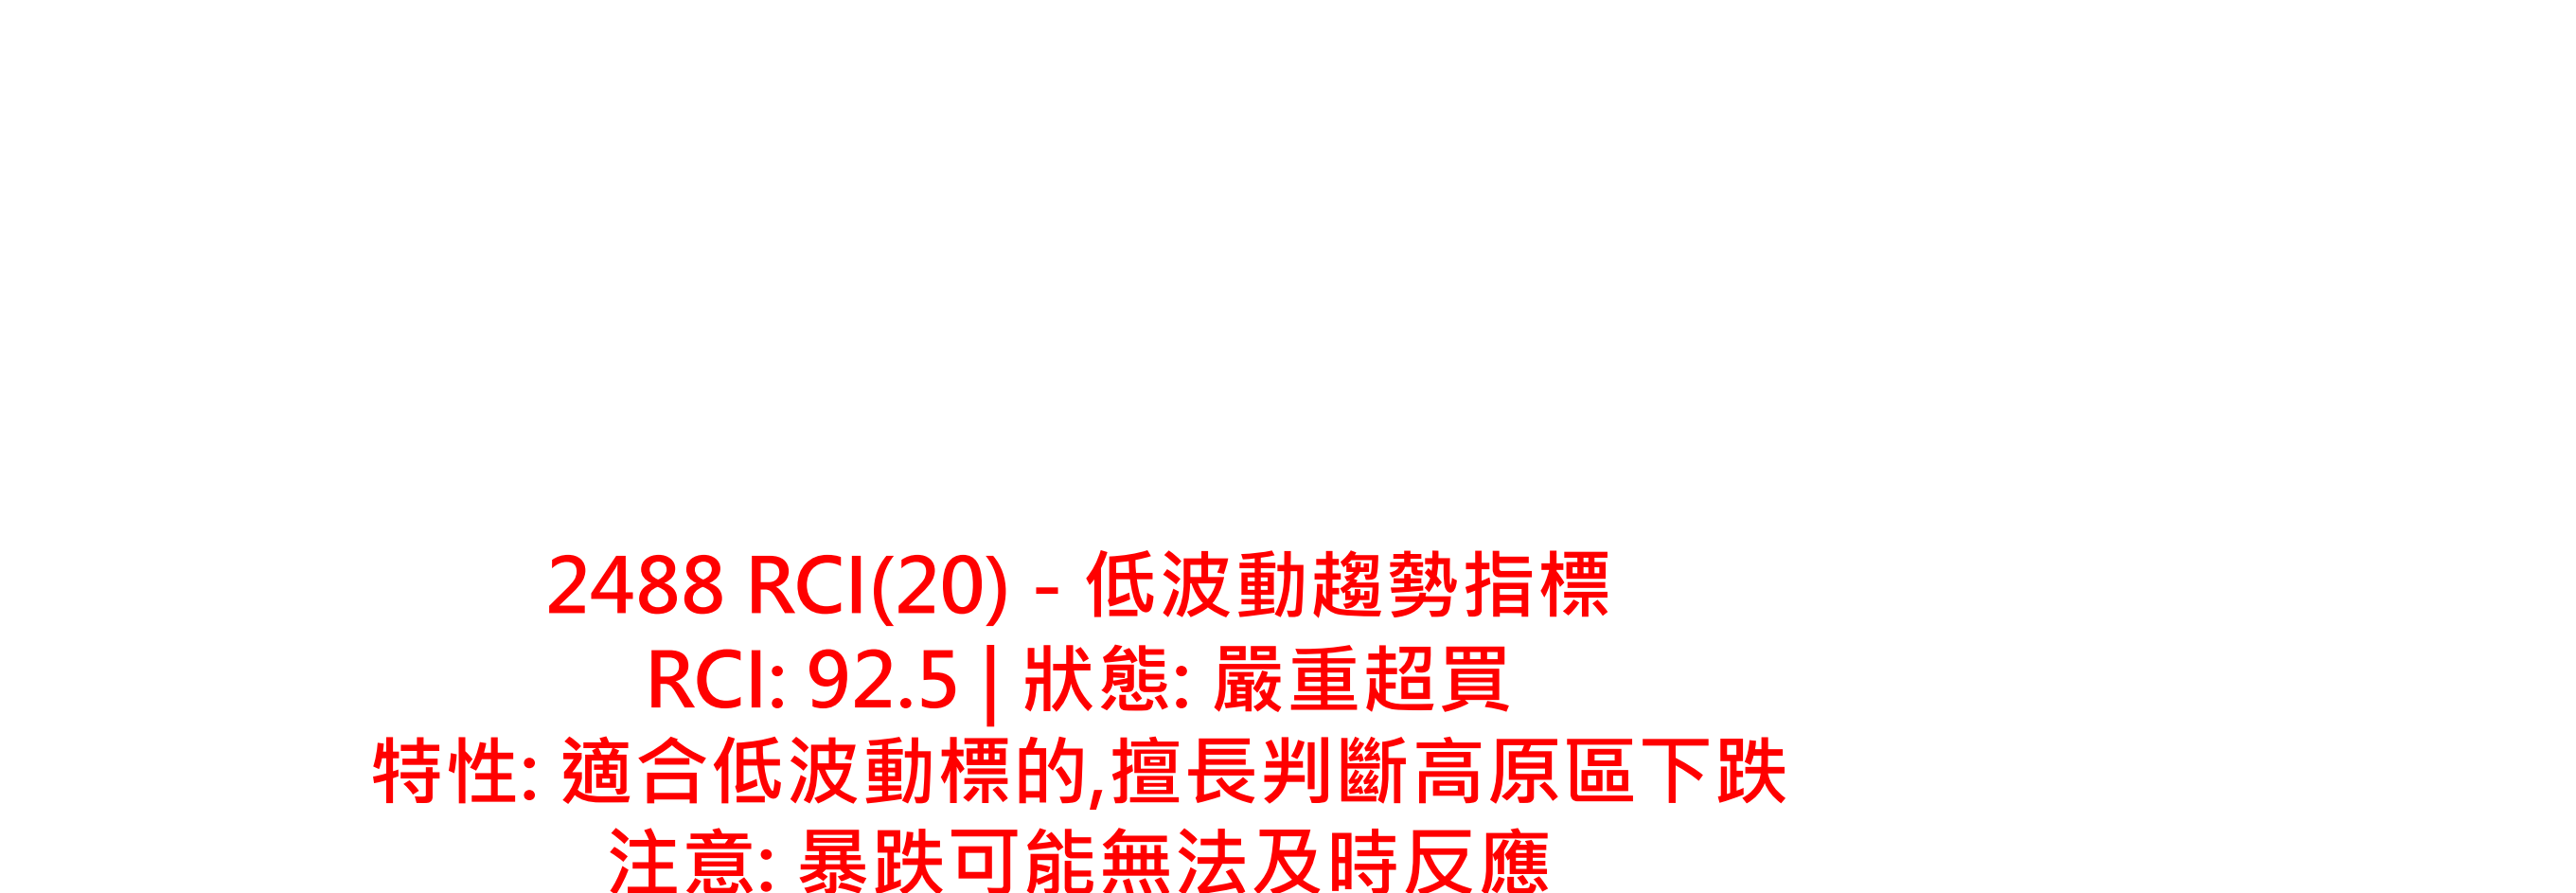 2488 RCI(20) - 低波動趨勢指標
RCI: 92.5 | 狀態: 嚴重超買
特性: 適合低波動標的,擅長判斷高原區下跌
注意: 暴跌可能無法及時反應